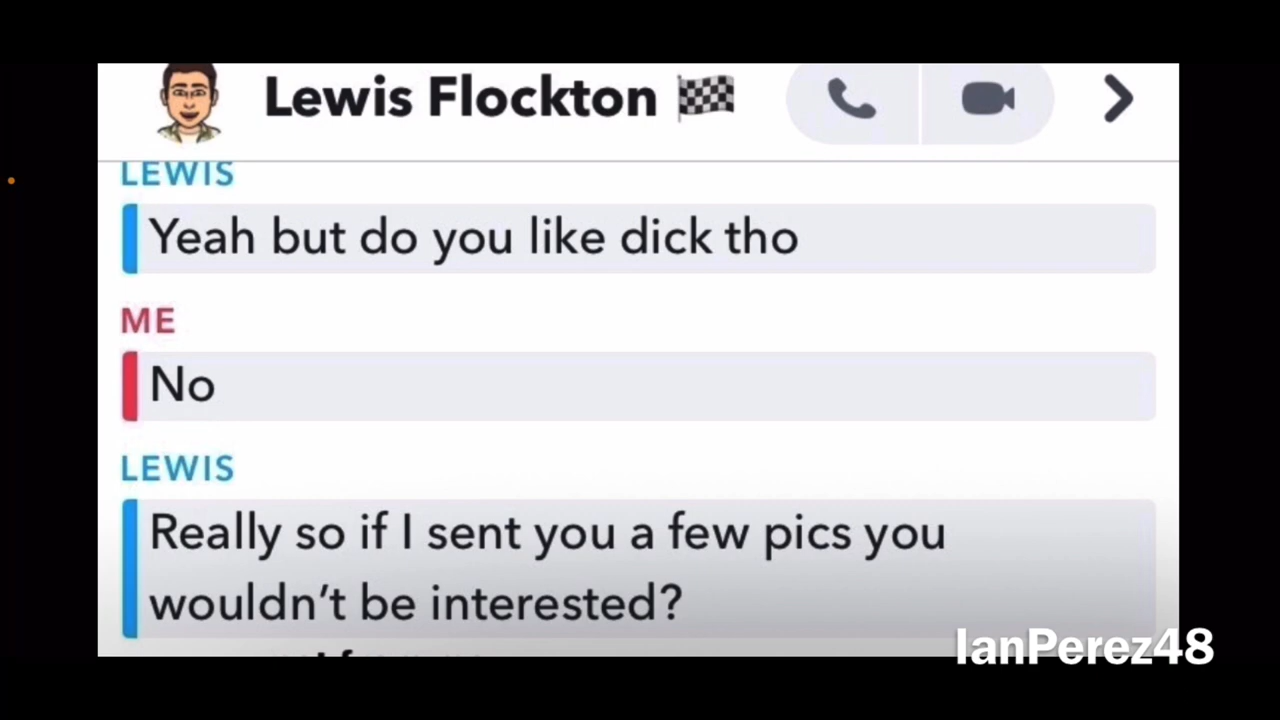 Lewis Flockton 🏁
LEWIS
Yeah but do you like dick tho
ME
No
LEWIS
Really so if I sent you a few pics you
wouldn't be interested?
IanPerez48